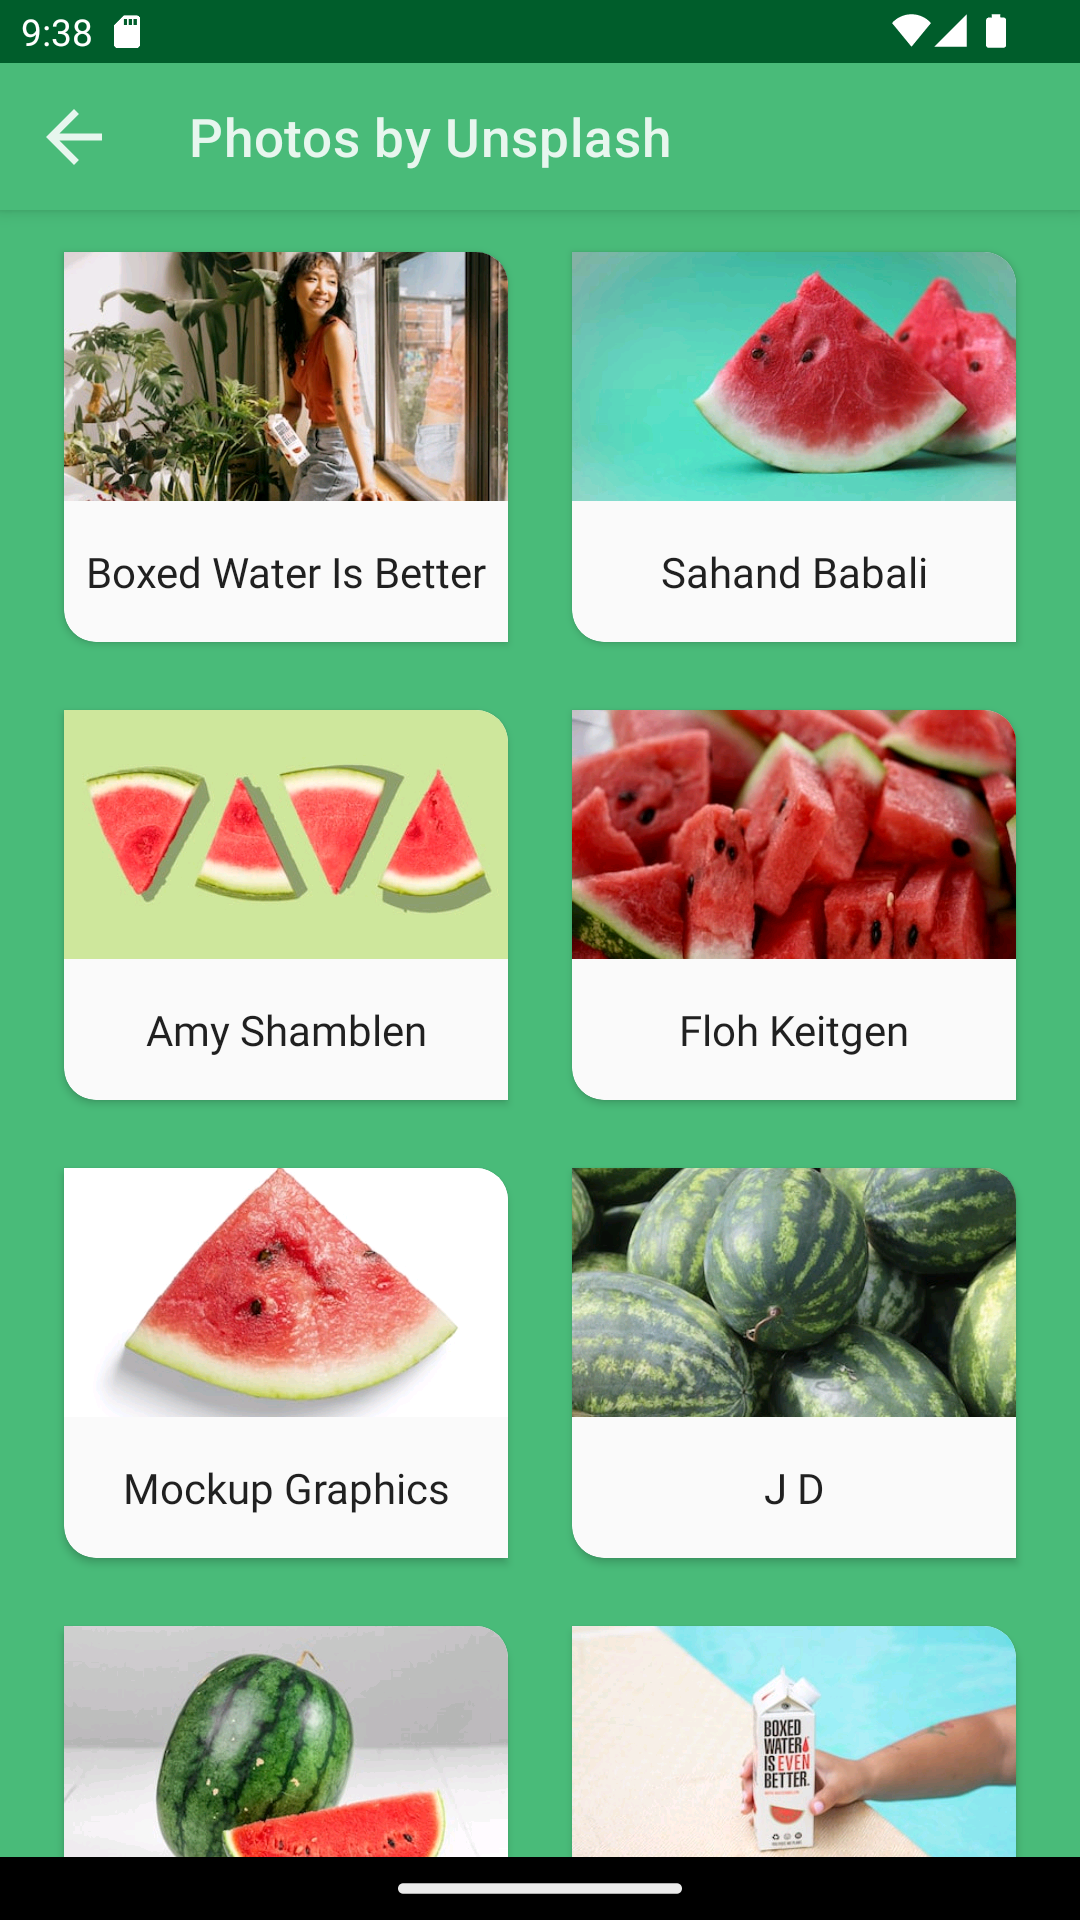 9:38
Photos by Unsplash
Boxed Water Is Better
Sahand Babali
Amy Shamblen
Floh Keitgen
Mockup Graphics
J D
BOXED
WATER
IS EVEN
BETTER.